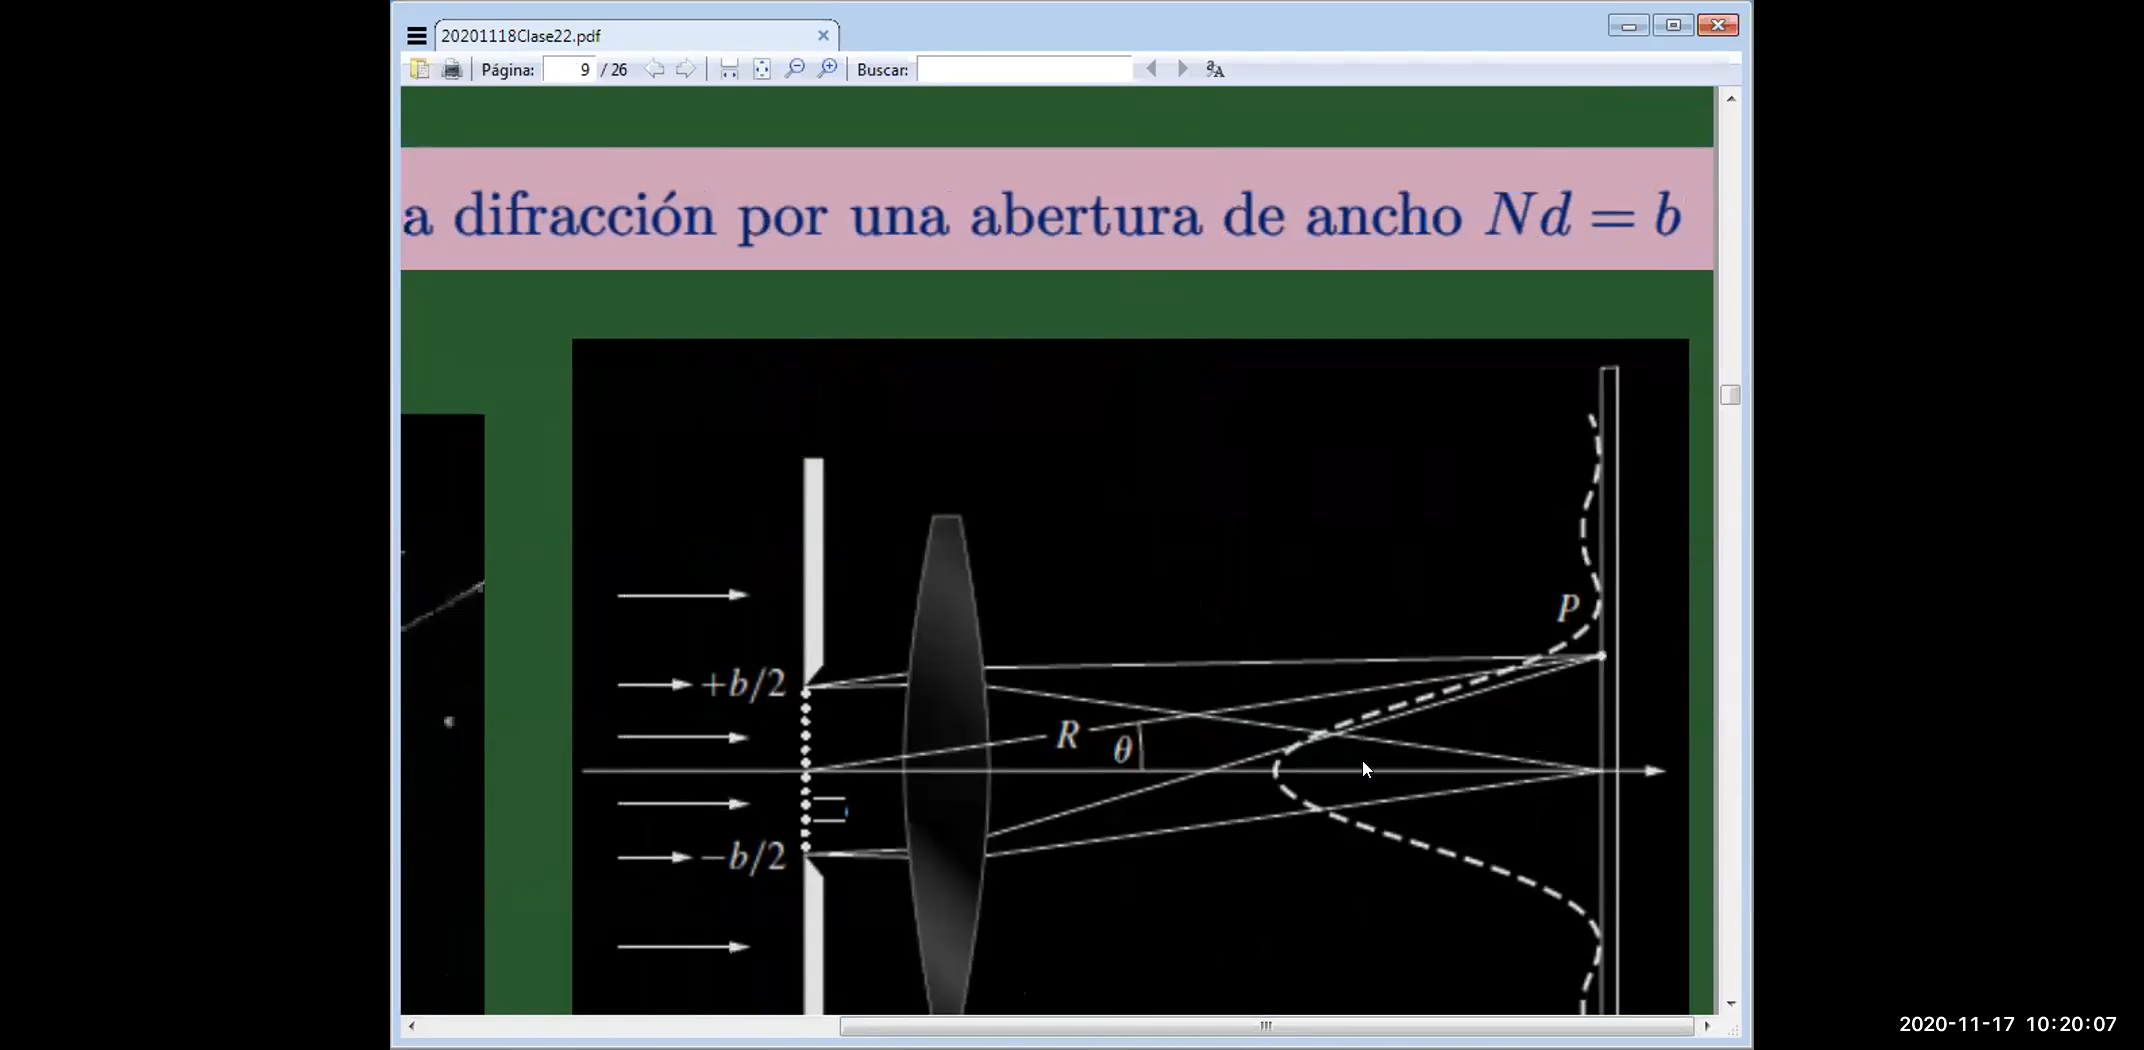 20201118Clase22.pdf
Página: 9 / 26 Buscar:
a difracción por una abertura de ancho Nd = b
P
+b/2
R
θ
−b/2
2020-11-17 10:20:07